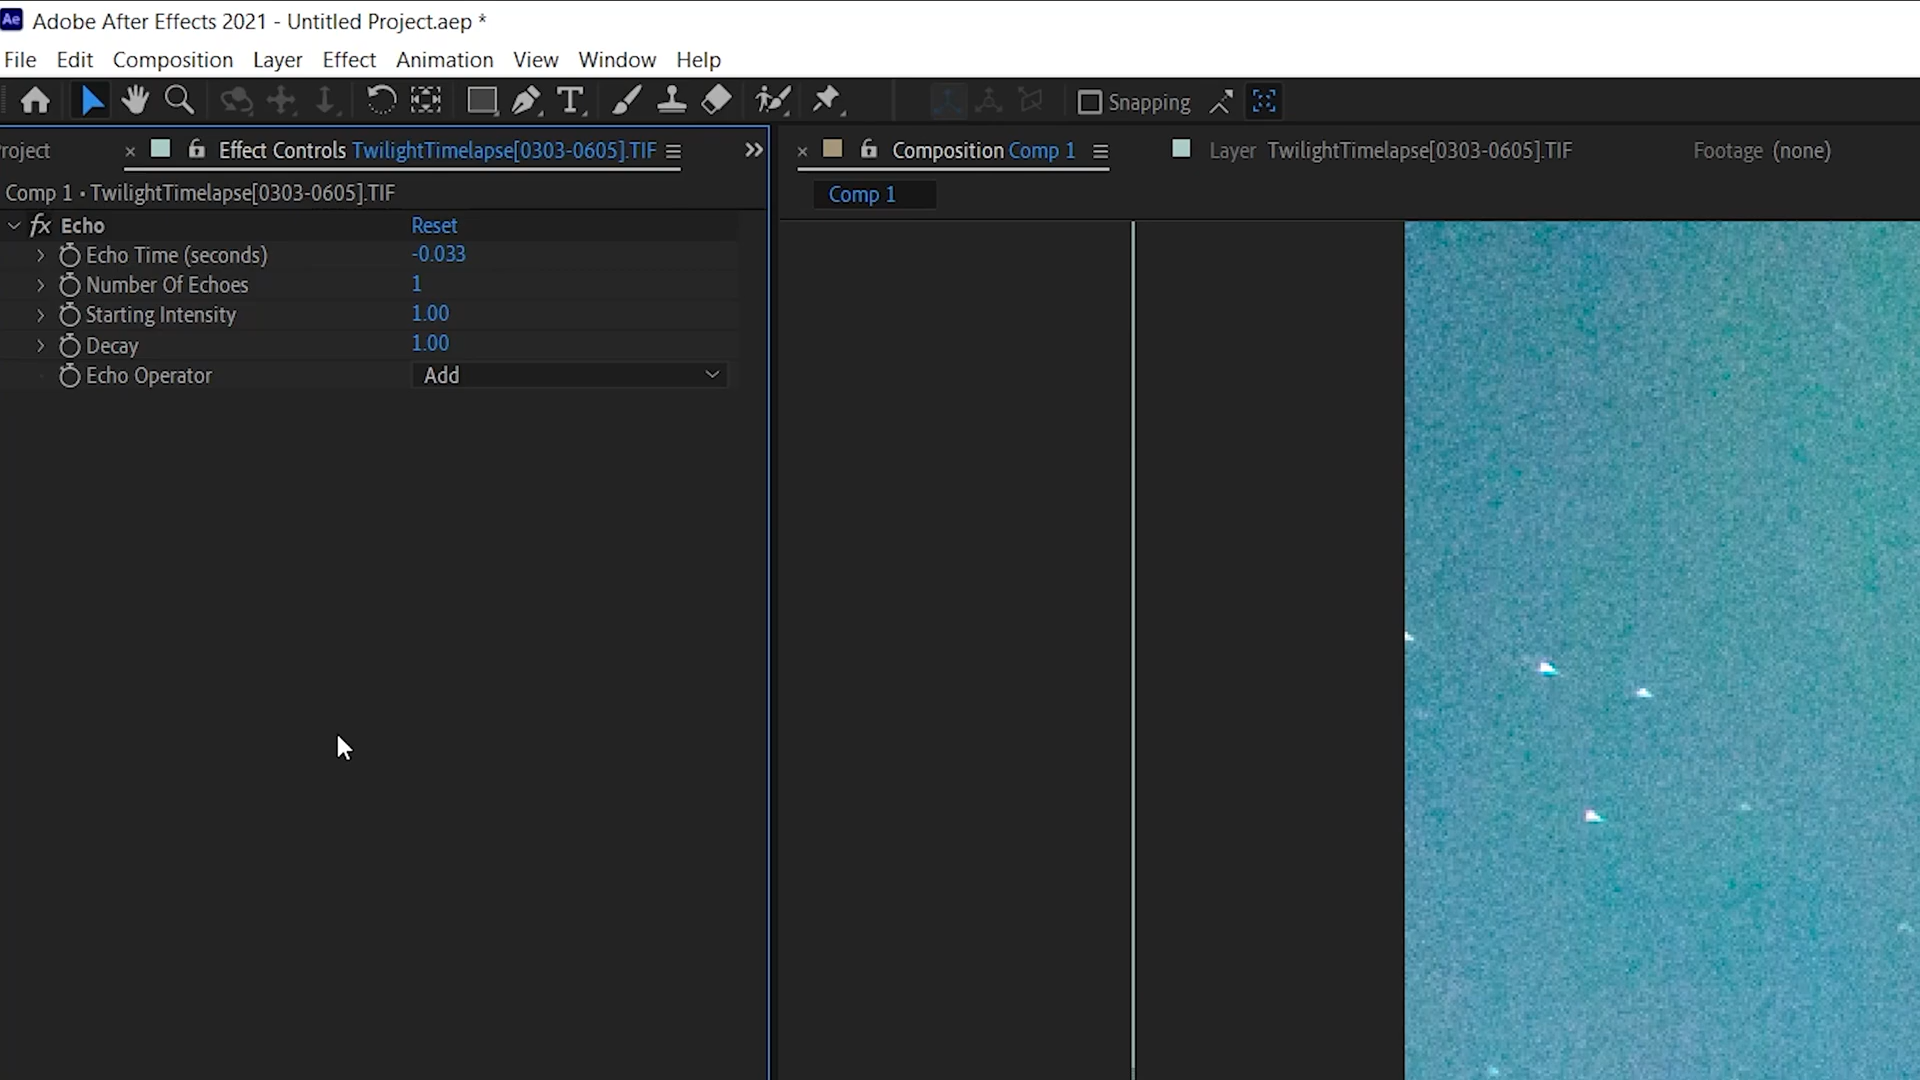 Ae Adobe After Effects 2021 - Untitled Project.aep *
File Edit Composition Layer Effect Animation View Window Help
Snapping
roject × Effect Controls TwilightTimelapse[0303-0605].TIF
× Composition Comp 1 Layer TwilightTimelapse[0303-0605].TIF Footage (none)
Comp 1 • TwilightTimelapse[0303-0605].TIF
Comp 1
fx Echo Reset
Echo Time (seconds) -0.033
Number Of Echoes 1
Starting Intensity 1.00
Decay 1.00
Echo Operator Add